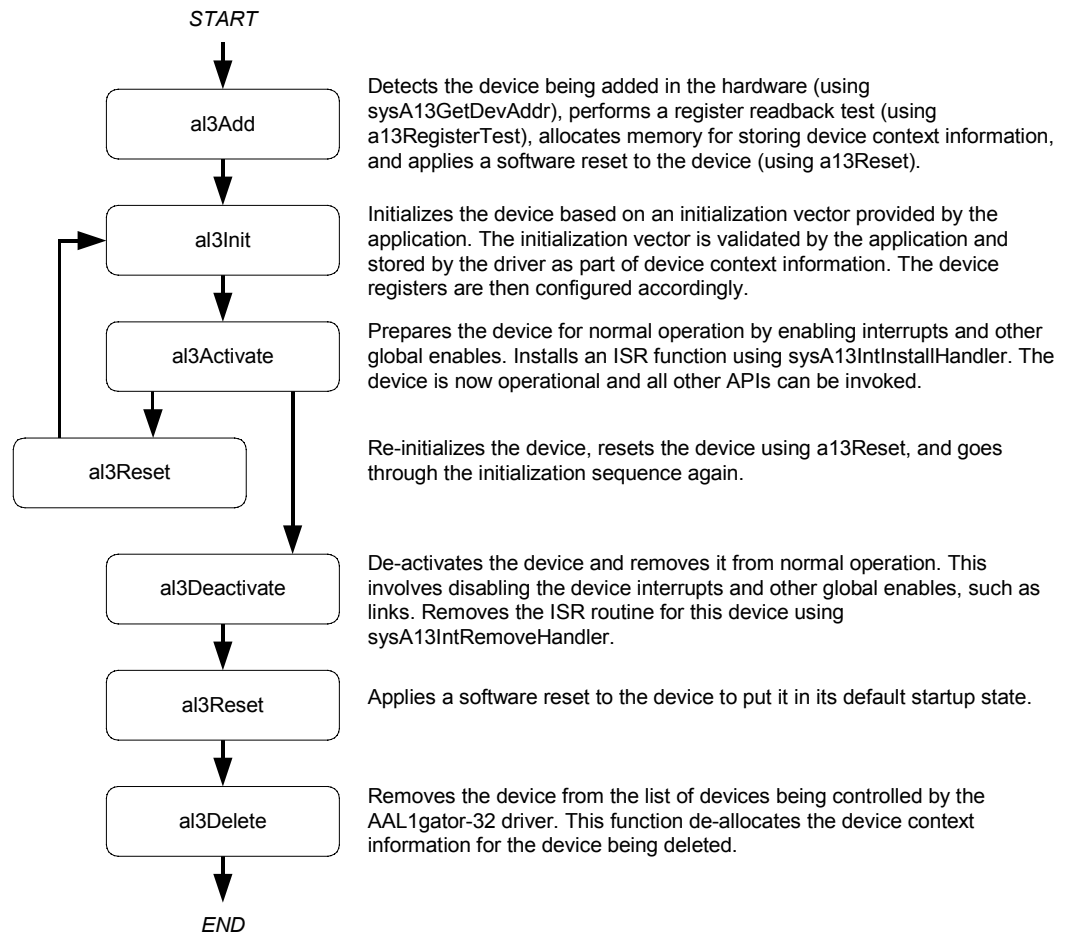 START
al3Add
Detects the device being added in the hardware (using
sysA13GetDevAddr), performs a register readback test (using
a13RegisterTest), allocates memory for storing device context information,
and applies a software reset to the device (using a13Reset).
al3Init
Initializes the device based on an initialization vector provided by the
application. The initialization vector is validated by the application and
stored by the driver as part of device context information. The device
registers are then configured accordingly.
al3Activate
Prepares the device for normal operation by enabling interrupts and other
global enables. Installs an ISR function using sysA13IntInstallHandler. The
device is now operational and all other APIs can be invoked.
al3Reset
Re-initializes the device, resets the device using a13Reset, and goes
through the initialization sequence again.
al3Deactivate
De-activates the device and removes it from normal operation. This
involves disabling the device interrupts and other global enables, such as
links. Removes the ISR routine for this device using
sysA13IntRemoveHandler.
al3Reset
Applies a software reset to the device to put it in its default startup state.
al3Delete
Removes the device from the list of devices being controlled by the
AAL1gator-32 driver. This function de-allocates the device context
information for the device being deleted.
END